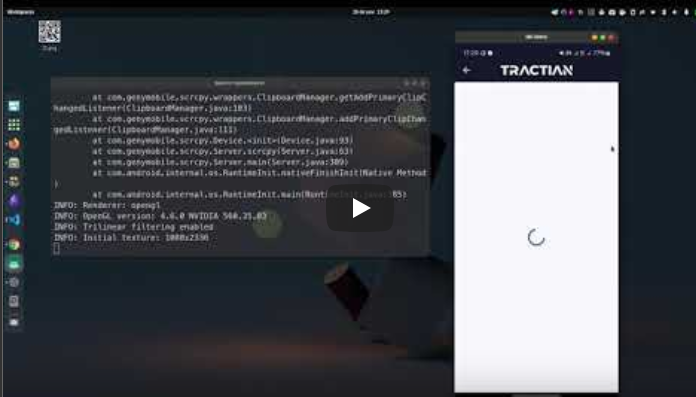 Workspaces
at com.genymobile.scrcpy.wrappers.ClipboardManager.getAddPrimaryClipC
hangedListener(ClipboardManager.java:103)
at com.genymobile.scrcpy.wrappers.ClipboardManager.addPrimaryClipChan
gedListener(ClipboardManager.java:111)
at com.genymobile.scrcpy.Device.<init>(Device.java:93)
at com.genymobile.scrcpy.Server.scrcpy(Server.java:63)
at com.genymobile.scrcpy.Server.main(Server.java:309)
at com.android.internal.os.RuntimeInit.nativeFinishInit(Native Method
)
at com.android.internal.os.RuntimeInit.main(
INFO: Renderer: opengl
INFO: OpenGL version: 4.6.0 NVIDIA 560.35.03
INFO: Trilinear filtering enabled
INFO: Initial texture: 1080x2336
TRACTIAN